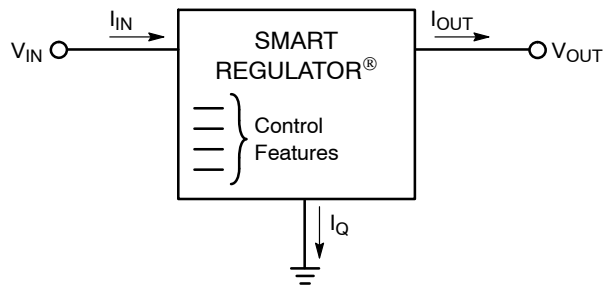 I_IN
I_OUT
V_IN
SMART
REGULATOR®
V_OUT
Control
Features
I_Q